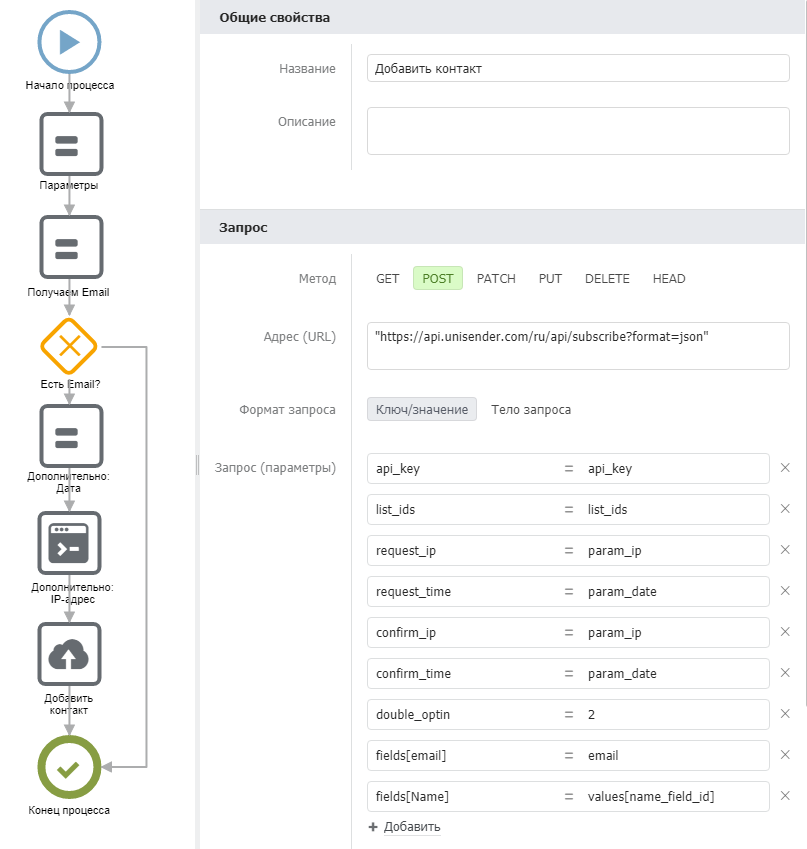 Начало процесса
Параметры
Получаем Email
Есть Email?
Дополнительно:
Дата
Дополнительно:
IP-адрес
Добавить
контакт
Конец процесса
Общие свойства
Название
Добавить контакт
Описание
Запрос
Метод GET POST PATCH PUT DELETE HEAD
Адрес (URL) "https://api.unisender.com/ru/api/subscribe?format=json"
Формат запроса Ключ/значение Тело запроса
Запрос (параметры) api_key = api_key
list_ids = list_ids
request_ip = param_ip
request_time = param_date
confirm_ip = param_ip
confirm_time = param_date
double_optin = 2
fields[email] = email
fields[Name] = values[name_field_id]
+ Добавить